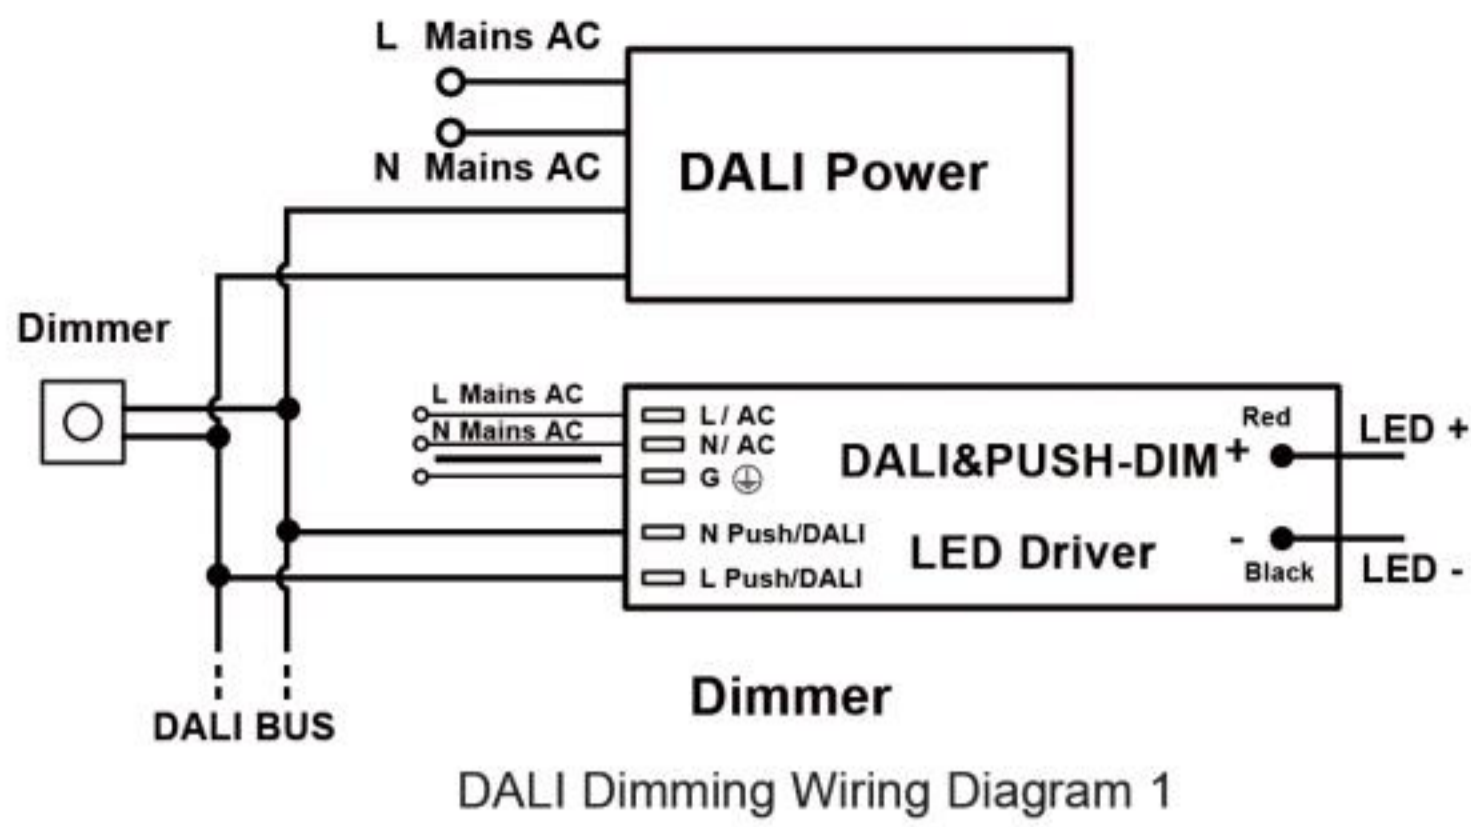 L Mains AC
N Mains AC
DALI Power
Dimmer
L Mains AC
N Mains AC
L / AC
N/ AC
G
N Push/DALI
L Push/DALI
DALI&PUSH-DIM
LED Driver
Red
+
-
Black
LED +
LED -
DALI BUS
Dimmer
DALI Dimming Wiring Diagram 1